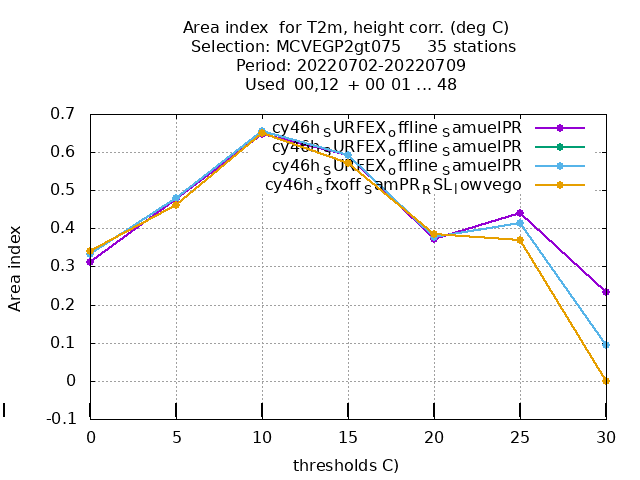 Area index  for T2m, height corr. (deg C)
Selection: MCVEGP2gt075     35 stations
Period: 20220702-20220709
Used  00,12  + 00 01 ... 48
cy46h_SURFEX_offline_SamuelPR
cy46h_SURFEX_offline_SamuelPR
cy46h_SURFEX_offline_SamuelPR
cy46h_sfxoff_SamPR_RSL_lowvego
0.7
0.6
0.5
0.4
0.3
0.2
0.1
0
-0.1
Area index
0 5 10 15 20 25 30
thresholds C)